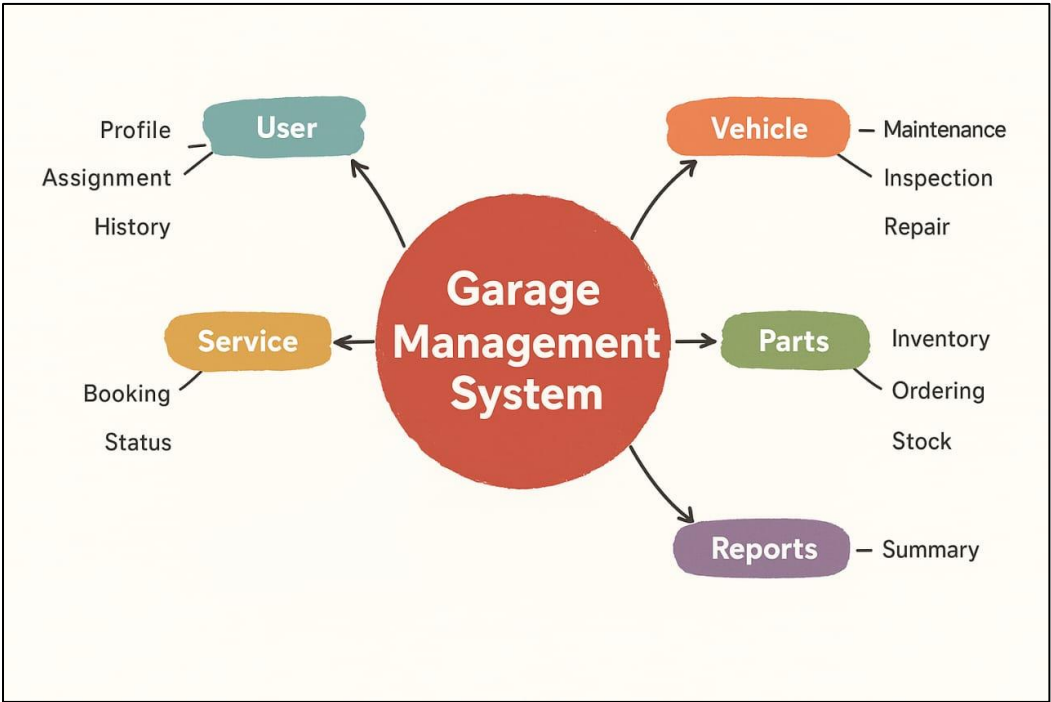 User
Profile
Assignment
History
Vehicle
Maintenance
Inspection
Repair
Garage
Management
System
Service
Booking
Status
Parts
Inventory
Ordering
Stock
Reports
Summary